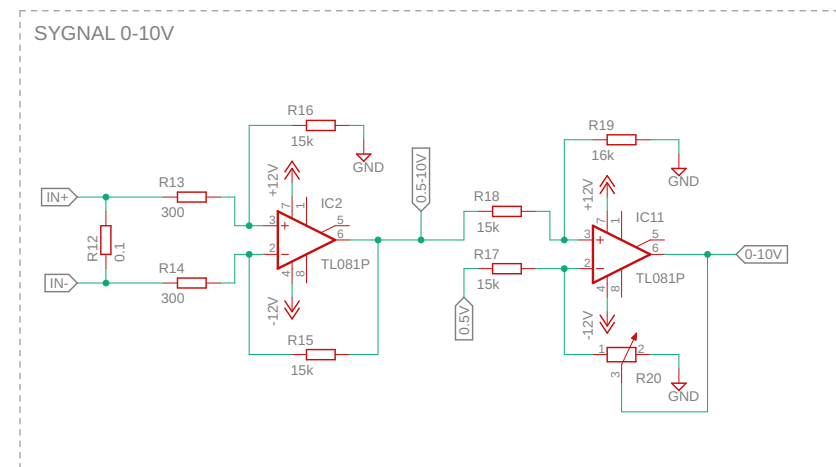 SYGNAL 0-10V
R16
15k
GND
+12V
7
1
IC2
IN+
R13
300
3
+
5
6
R12
0.1
2
−
TL081P
4
8
IN-
R14
300
-12V
R15
15k
0.5-10V
R19
16k
GND
+12V
7
1
IC11
R18
15k
3
+
5
6
0-10V
R17
15k
2
−
TL081P
4
8
0.5V
-12V
1
2
3
R20
GND